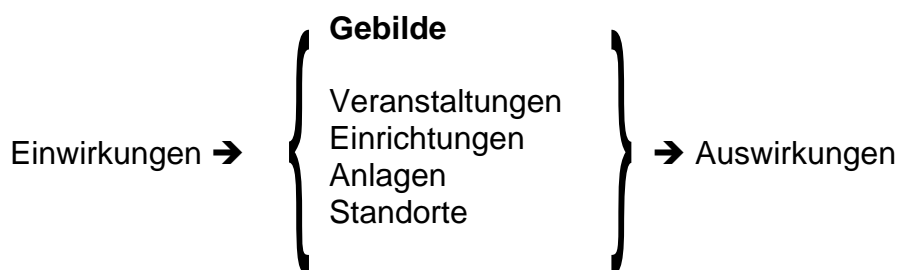 Gebilde
Veranstaltungen
Einrichtungen
Einwirkungen ➔
➔ Auswirkungen
Anlagen
Standorte